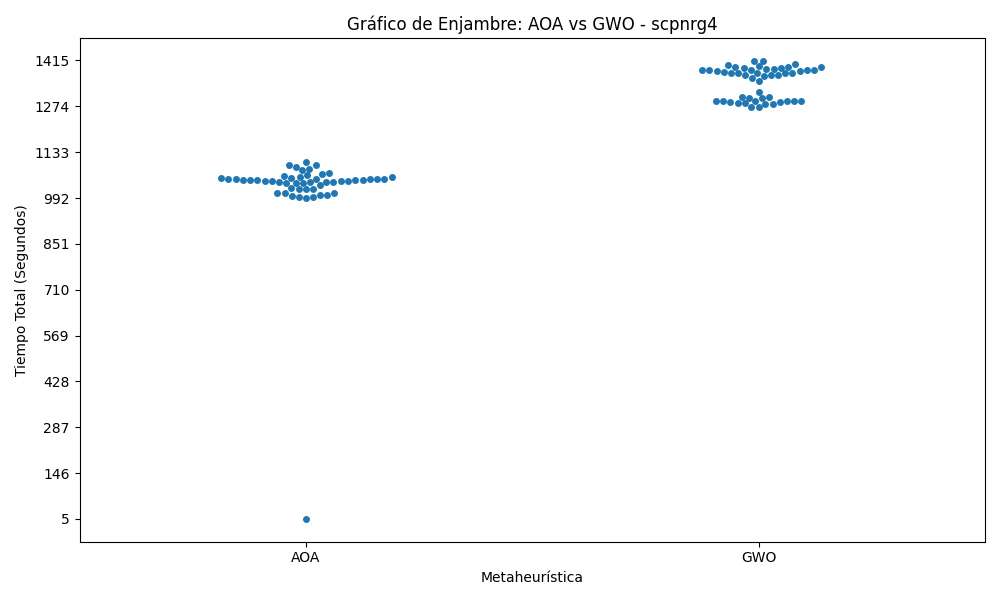 Gráfico de Enjambre: AOA vs GWO - scpnrg4
Tiempo Total (Segundos)
1415
1274
1133
992
851
710
569
428
287
146
5
AOA
GWO
Metaheurística